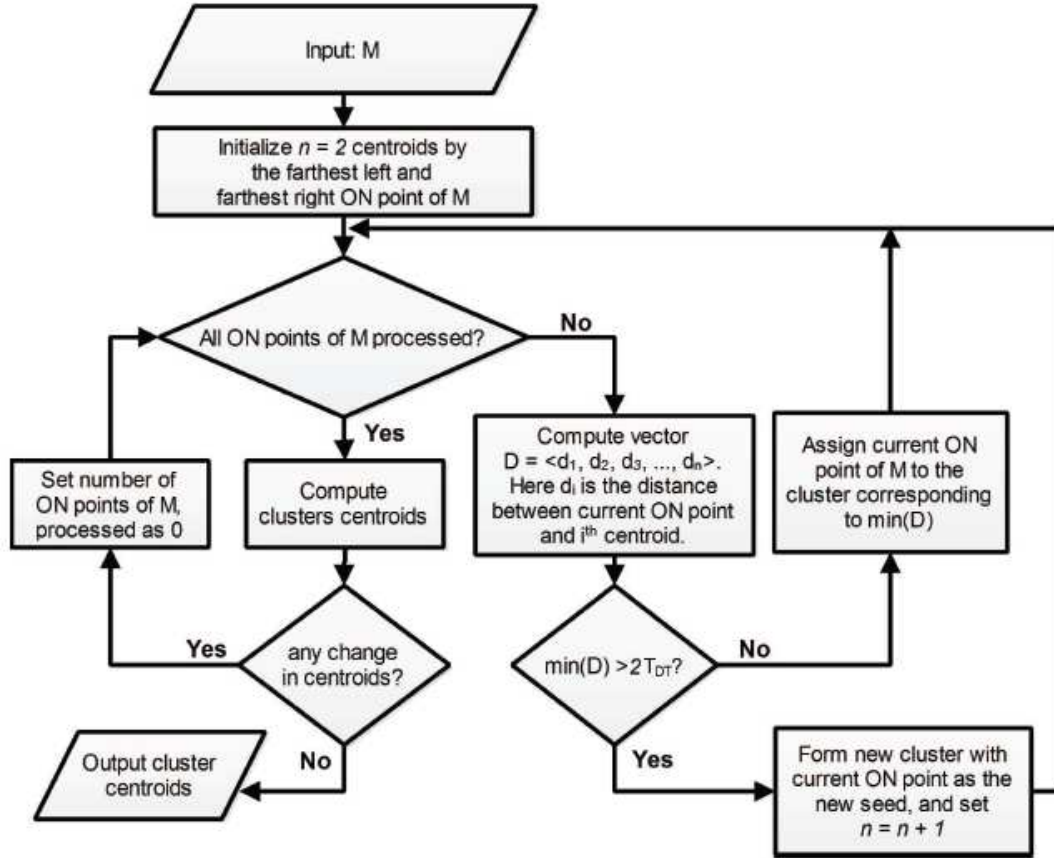 Input: M
Initialize n = 2 centroids by
the farthest left and
farthest right ON point of M
All ON points of M processed?
No
Yes
Set number of
ON points of M,
processed as 0
Compute
clusters centroids
Compute vector
D = <d₁, d₂, d₃, ..., dₙ>.
Here dᵢ is the distance
between current ON point
and iᵗʰ centroid.
Assign current ON
point of M to the
cluster corresponding
to min(D)
Yes
any change
in centroids?
No
min(D) >2T_DT?
No
Yes
Output cluster
centroids
Form new cluster with
current ON point as the
new seed, and set
n = n + 1